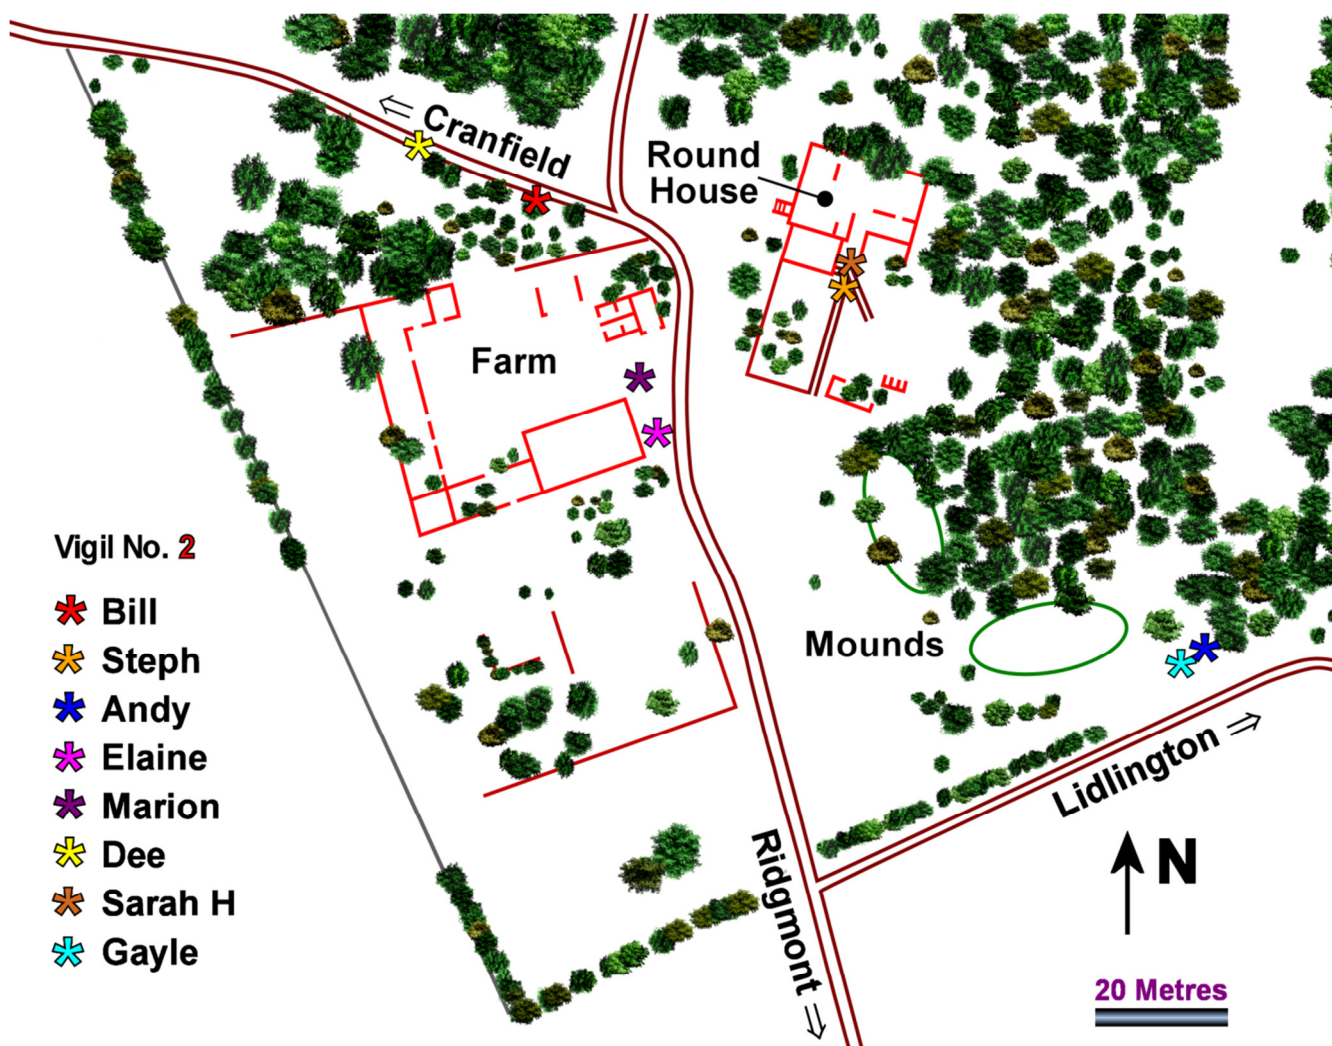 Cranfield
Round
House
Farm
Vigil No. 2
Bill
Steph
Andy
Elaine
Marion
Dee
Sarah H
Gayle
Mounds
Lidlington
Ridgmont
N
20 Metres